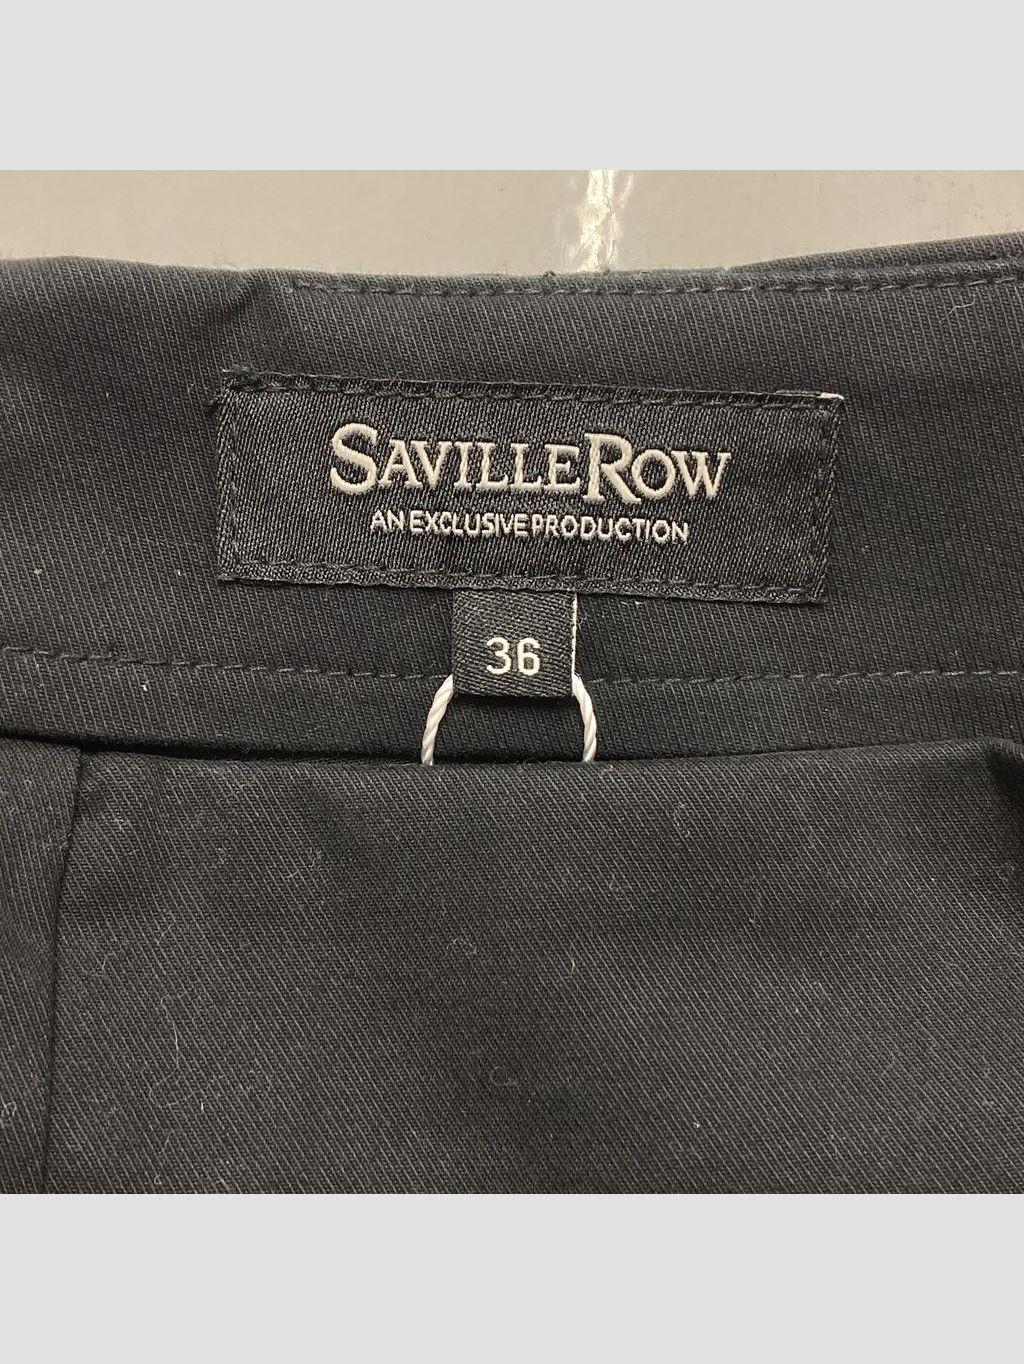 SAVILLEROW
AN EXCLUSIVE PRODUCTION
36